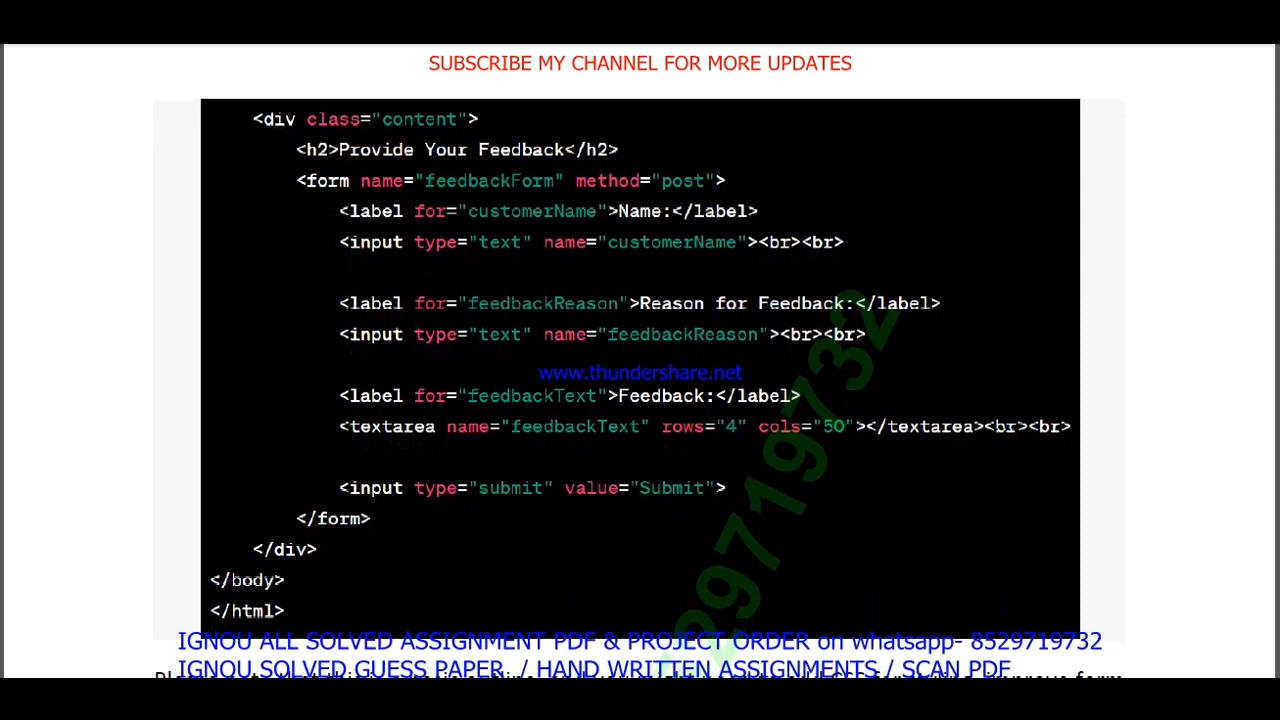 SUBSCRIBE MY CHANNEL FOR MORE UPDATES
<div class="content">
<h2>Provide Your Feedback</h2>
<form name="feedbackForm" method="post">
<label for="customerName">Name:</label>
<input type="text" name="customerName"><br><br>
<label for="feedbackReason">Reason for Feedback:</label>
<input type="text" name="feedbackReason"><br><br>
www.thundershare.net
<label for="feedbackText">Feedback:</label>
<textarea name="feedbackText" rows="4" cols="50"></textarea><br><br>
<input type="submit" value="Submit">
</form>
</div>
</body>
</html>
8529719732
IGNOU ALL SOLVED ASSIGNMENT PDF & PROJECT ORDER on whatsapp- 8529719732
IGNOU SOLVED GUESS PAPER / HAND WRITTEN ASSIGNMENTS / SCAN PDF